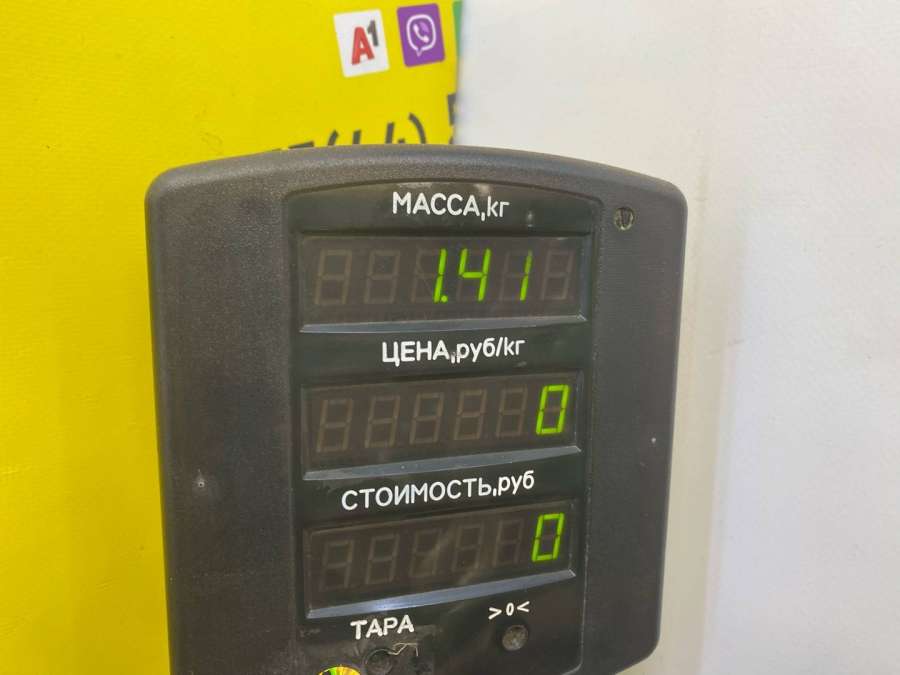 A1
МАССА,кг
1.41
ЦЕНА,руб/кг
0
СТОИМОСТЬ,руб
0
>0<
ТАРА